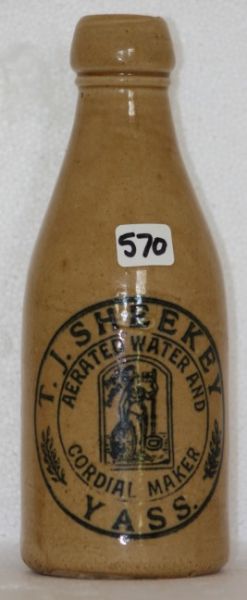 570
T. J. SHEEKEY
AERATED WATER AND
CORDIAL MAKER
YASS.